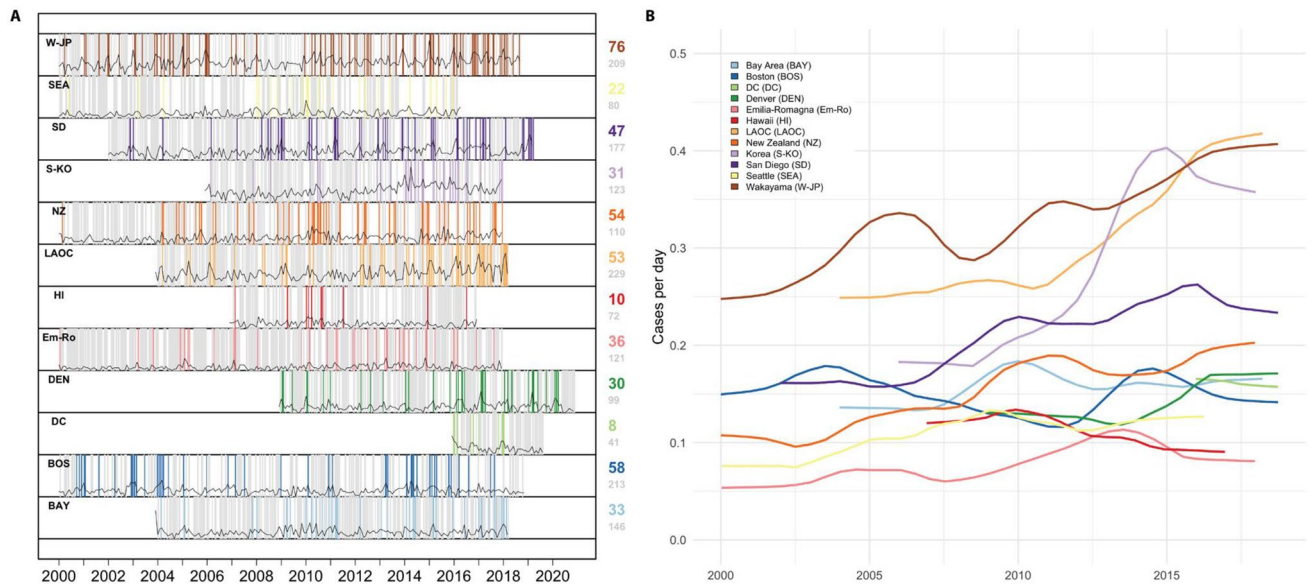 A
W-JP
76
209
SEA
22
80
SD
47
177
S-KO
31
123
NZ
54
110
LAOC
53
229
HI
10
72
Em-Ro
36
121
DEN
30
99
DC
8
41
BOS
58
213
BAY
33
146
2000 2002 2004 2006 2008 2010 2012 2014 2016 2018 2020
B
Cases per day
0.5
0.4
0.3
0.2
0.1
0.0
Bay Area (BAY)
Boston (BOS)
DC (DC)
Denver (DEN)
Emilia-Romagna (Em-Ro)
Hawaii (HI)
LAOC (LAOC)
New Zealand (NZ)
Korea (S-KO)
San Diego (SD)
Seattle (SEA)
Wakayama (W-JP)
2000 2005 2010 2015